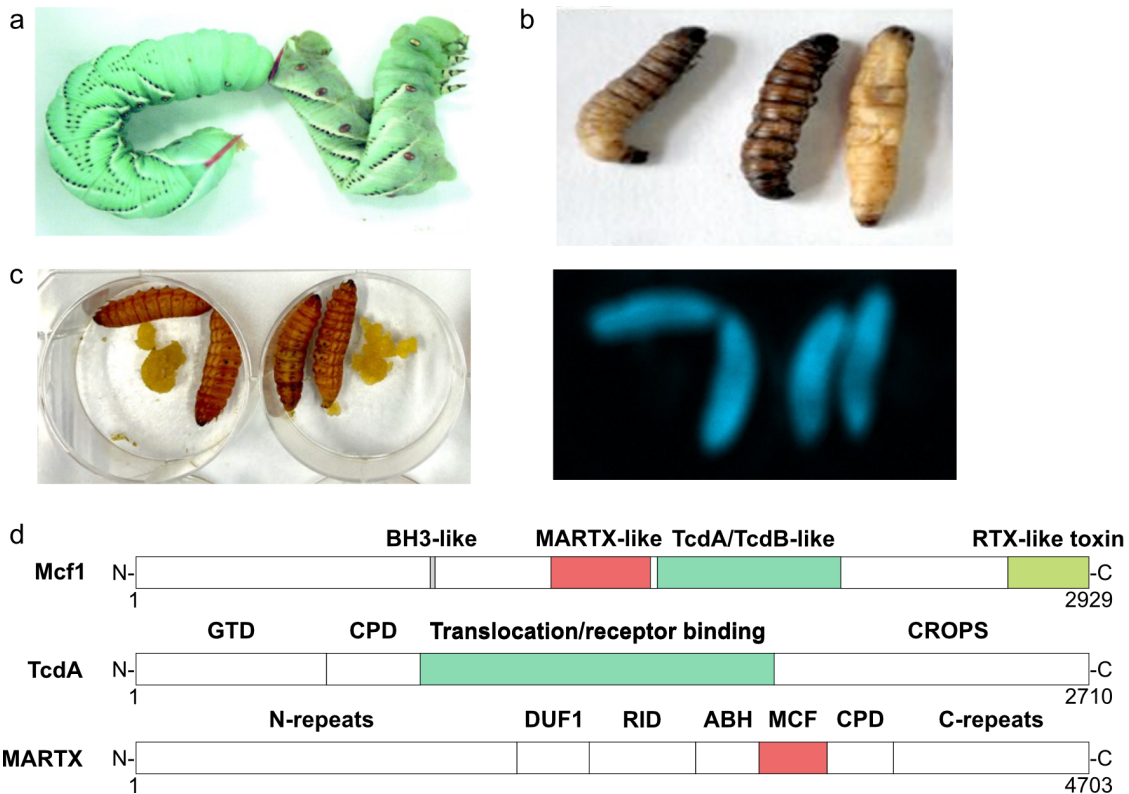 a
b
c
d
BH3-like MARTX-like TcdA/TcdB-like RTX-like toxin
Mcf1 N- -C
1 2929
GTD CPD Translocation/receptor binding CROPS
TcdA N- -C
1 2710
N-repeats DUF1 RID ABH MCF CPD C-repeats
MARTX N- -C
1 4703